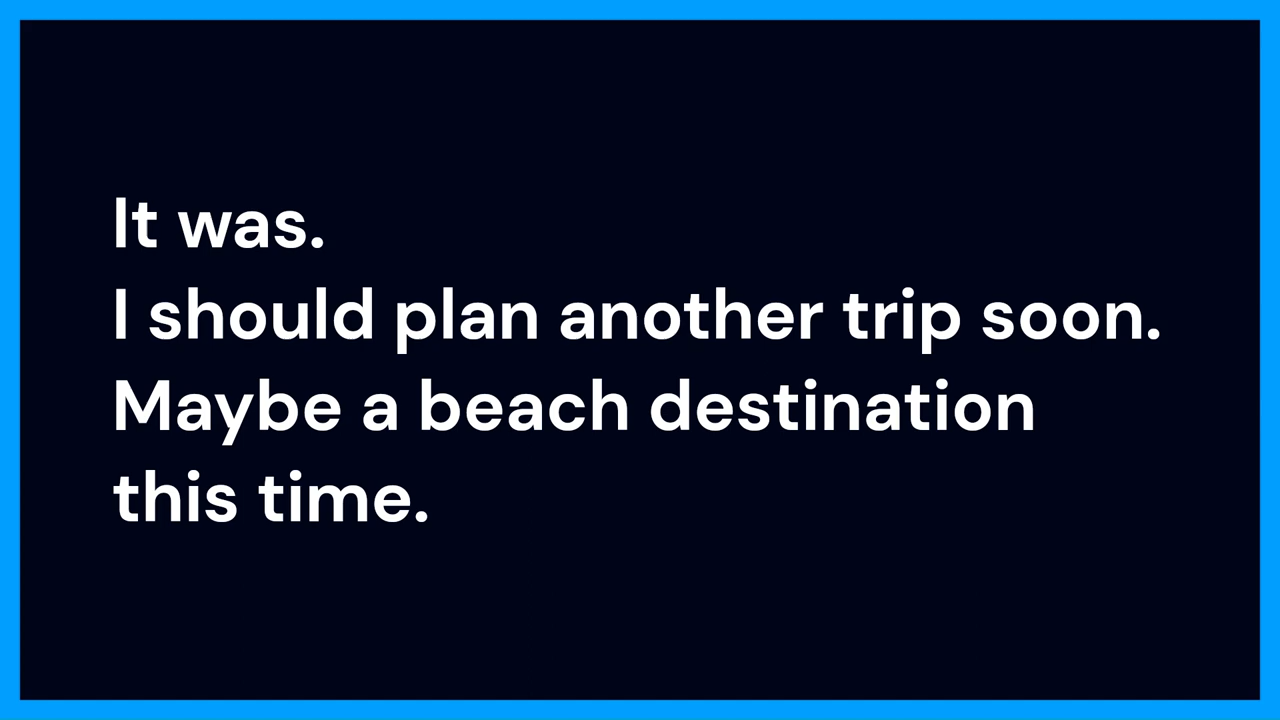 It was.
I should plan another trip soon.
Maybe a beach destination
this time.